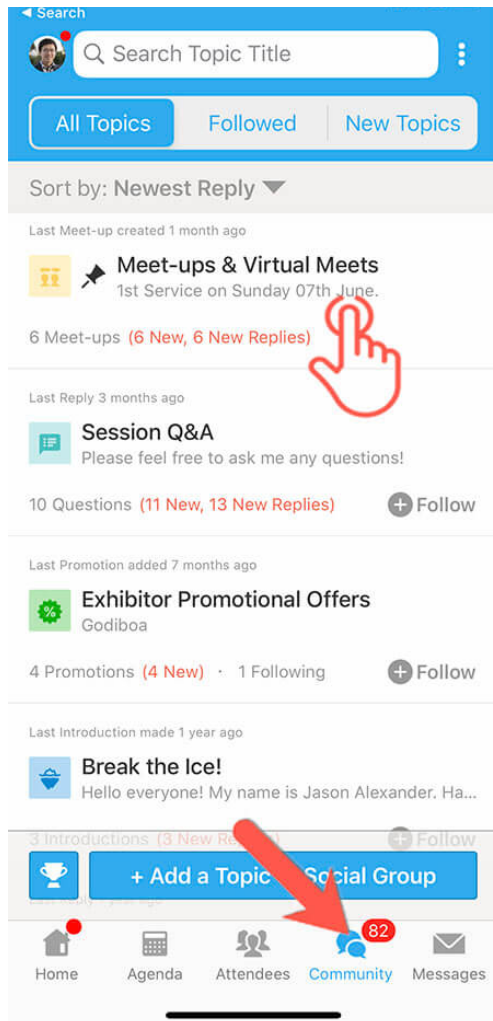 Search
Search Topic Title
All Topics Followed New Topics
Sort by: Newest Reply
Last Meet-up created 1 month ago
Meet-ups & Virtual Meets
1st Service on Sunday 07th June.
6 Meet-ups (6 New, 6 New Replies)
Last Reply 3 months ago
Session Q&A
Please feel free to ask me any questions!
10 Questions (11 New, 13 New Replies) Follow
Last Promotion added 7 months ago
Exhibitor Promotional Offers
Godiboa
4 Promotions (4 New) · 1 Following Follow
Last Introduction made 1 year ago
Break the Ice!
Hello everyone! My name is Jason Alexander. Ha...
3 Introductions (3 New Follow
+ Add a Topic Social Group
82
Home Agenda Attendees Community Messages